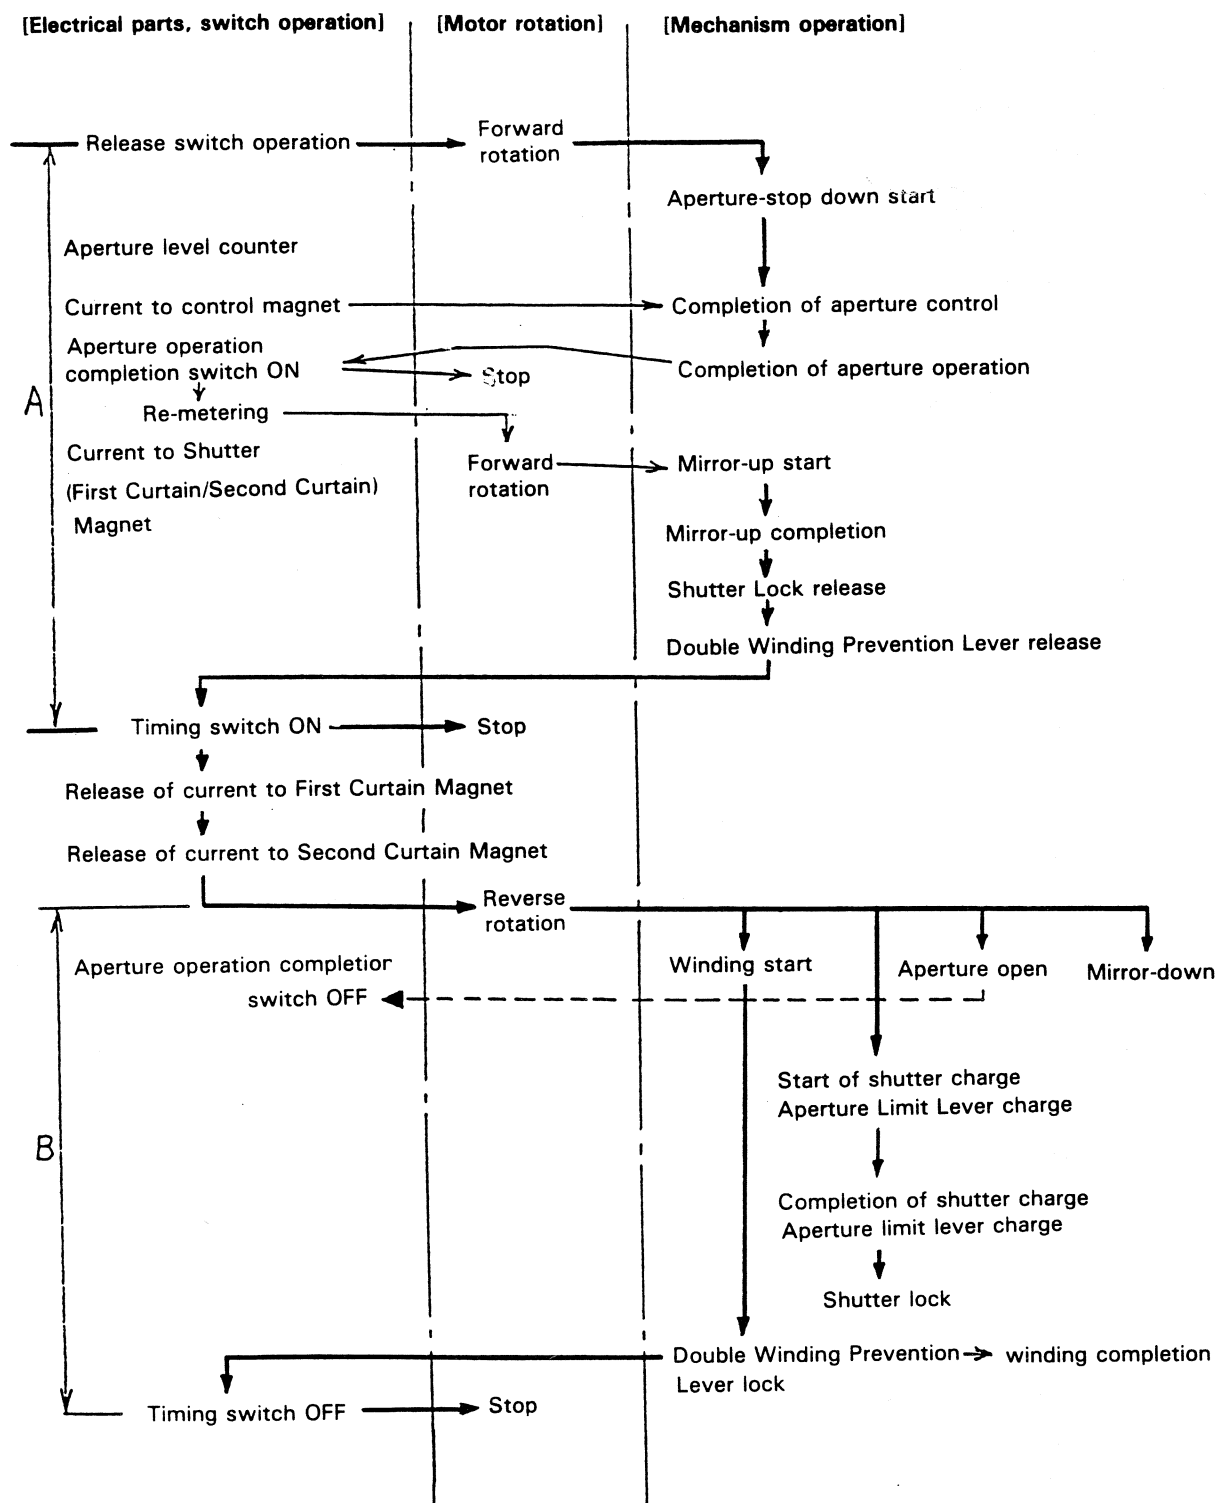 [Electrical parts, switch operation]
[Motor rotation]
[Mechanism operation]
Release switch operation
Forward
rotation
Aperture-stop down start
Aperture level counter
Current to control magnet
Completion of aperture control
Aperture operation
completion switch ON
Stop
Completion of aperture operation
A
Re-metering
Current to Shutter
(First Curtain/Second Curtain)
Magnet
Forward
rotation
Mirror-up start
Mirror-up completion
Shutter Lock release
Double Winding Prevention Lever release
Timing switch ON
Stop
Release of current to First Curtain Magnet
Release of current to Second Curtain Magnet
Reverse
rotation
Aperture operation completion
switch OFF
Winding start
Aperture open
Mirror-down
Start of shutter charge
Aperture Limit Lever charge
B
Completion of shutter charge
Aperture limit lever charge
Shutter lock
Double Winding Prevention
Lever lock
winding completion
Timing switch OFF
Stop